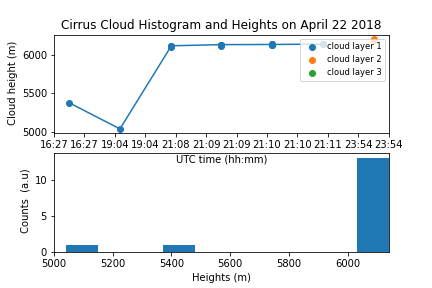 Cirrus Cloud Histogram and Heights on April 22 2018
Cloud height (m)
6000
5500
5000
cloud layer 1
cloud layer 2
cloud layer 3
16:27 16:27 19:04 19:04 21:08 21:09 21:09 21:10 21:10 21:11 23:54 23:54
UTC time (hh:mm)
Counts (a.u)
10
5
0
5000 5200 5400 5600 5800 6000
Heights (m)